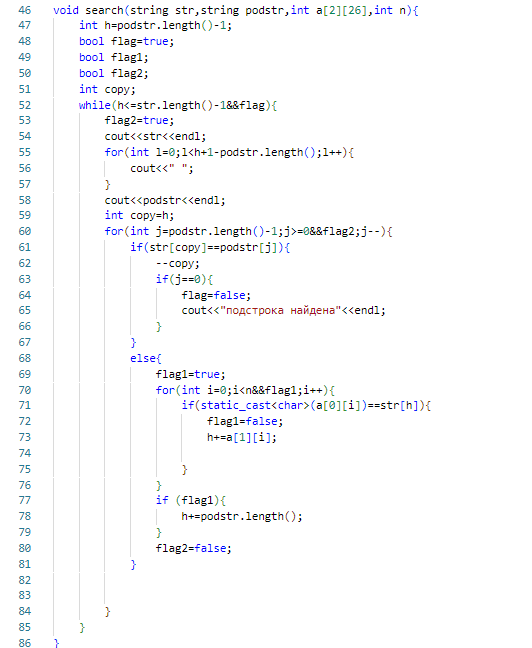 46 void search(string str,string podstr,int a[2][26],int n){
47 int h=podstr.length()-1;
48 bool flag=true;
49 bool flag1;
50 bool flag2;
51 int copy;
52 while(h<=str.length()-1&&flag){
53 flag2=true;
54 cout<<str<<endl;
55 for(int l=0;l<h+1-podstr.length();l++){
56 cout<<" ";
57 }
58 cout<<podstr<<endl;
59 int copy=h;
60 for(int j=podstr.length()-1;j>=0&&flag2;j--){
61 if(str[copy]==podstr[j]){
62 --copy;
63 if(j==0){
64 flag=false;
65 cout<<"подстрока найдена"<<endl;
66 }
67 }
68 else{
69 flag1=true;
70 for(int i=0;i<n&&flag1;i++){
71 if(static_cast<char>(a[0][i])==str[h]){
72 flag1=false;
73 h+=a[1][i];
74
75 }
76 }
77 if (flag1){
78 h+=podstr.length();
79 }
80 flag2=false;
81 }
82
83
84 }
85 }
86 }